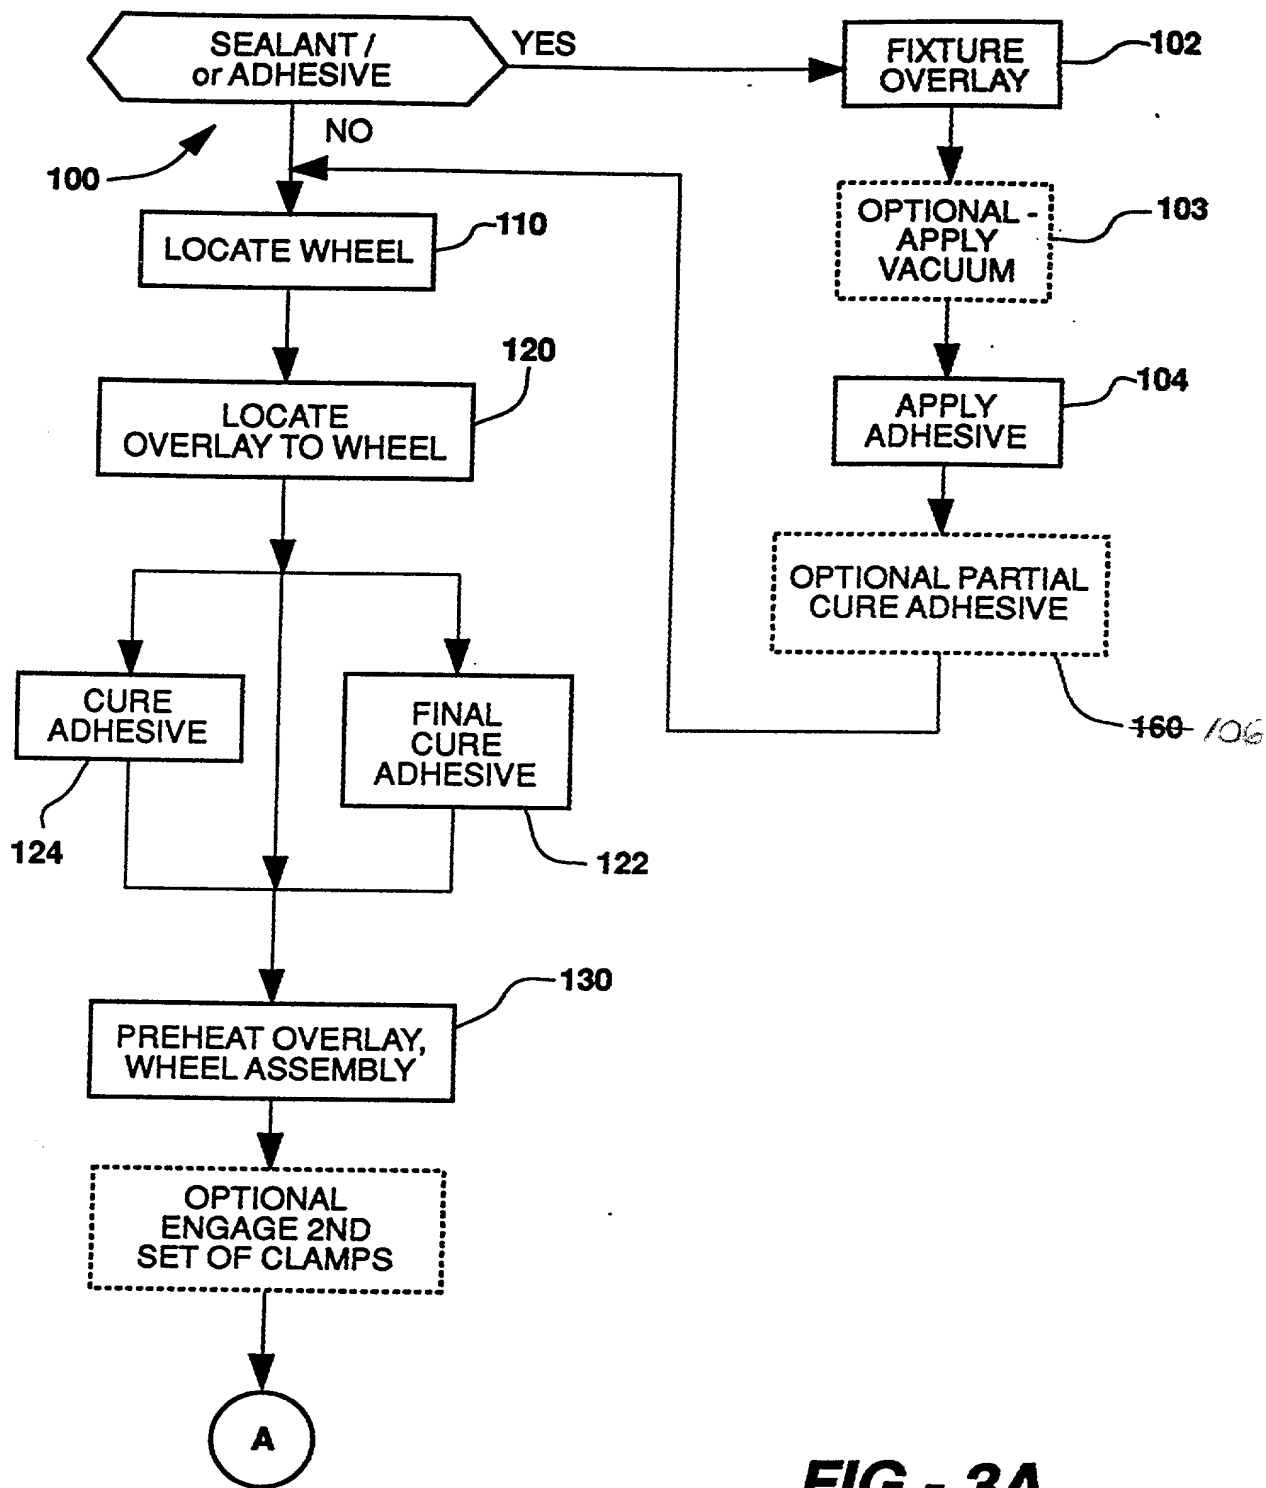 SEALANT /
or ADHESIVE
YES
NO
100
FIXTURE
OVERLAY
102
OPTIONAL -
APPLY
VACUUM
103
APPLY
ADHESIVE
104
OPTIONAL PARTIAL
CURE ADHESIVE
160 106
LOCATE WHEEL
110
LOCATE
OVERLAY TO WHEEL
120
CURE
ADHESIVE
124
FINAL
CURE
ADHESIVE
122
PREHEAT OVERLAY,
WHEEL ASSEMBLY
130
OPTIONAL
ENGAGE 2ND
SET OF CLAMPS
A
FIG - 3A